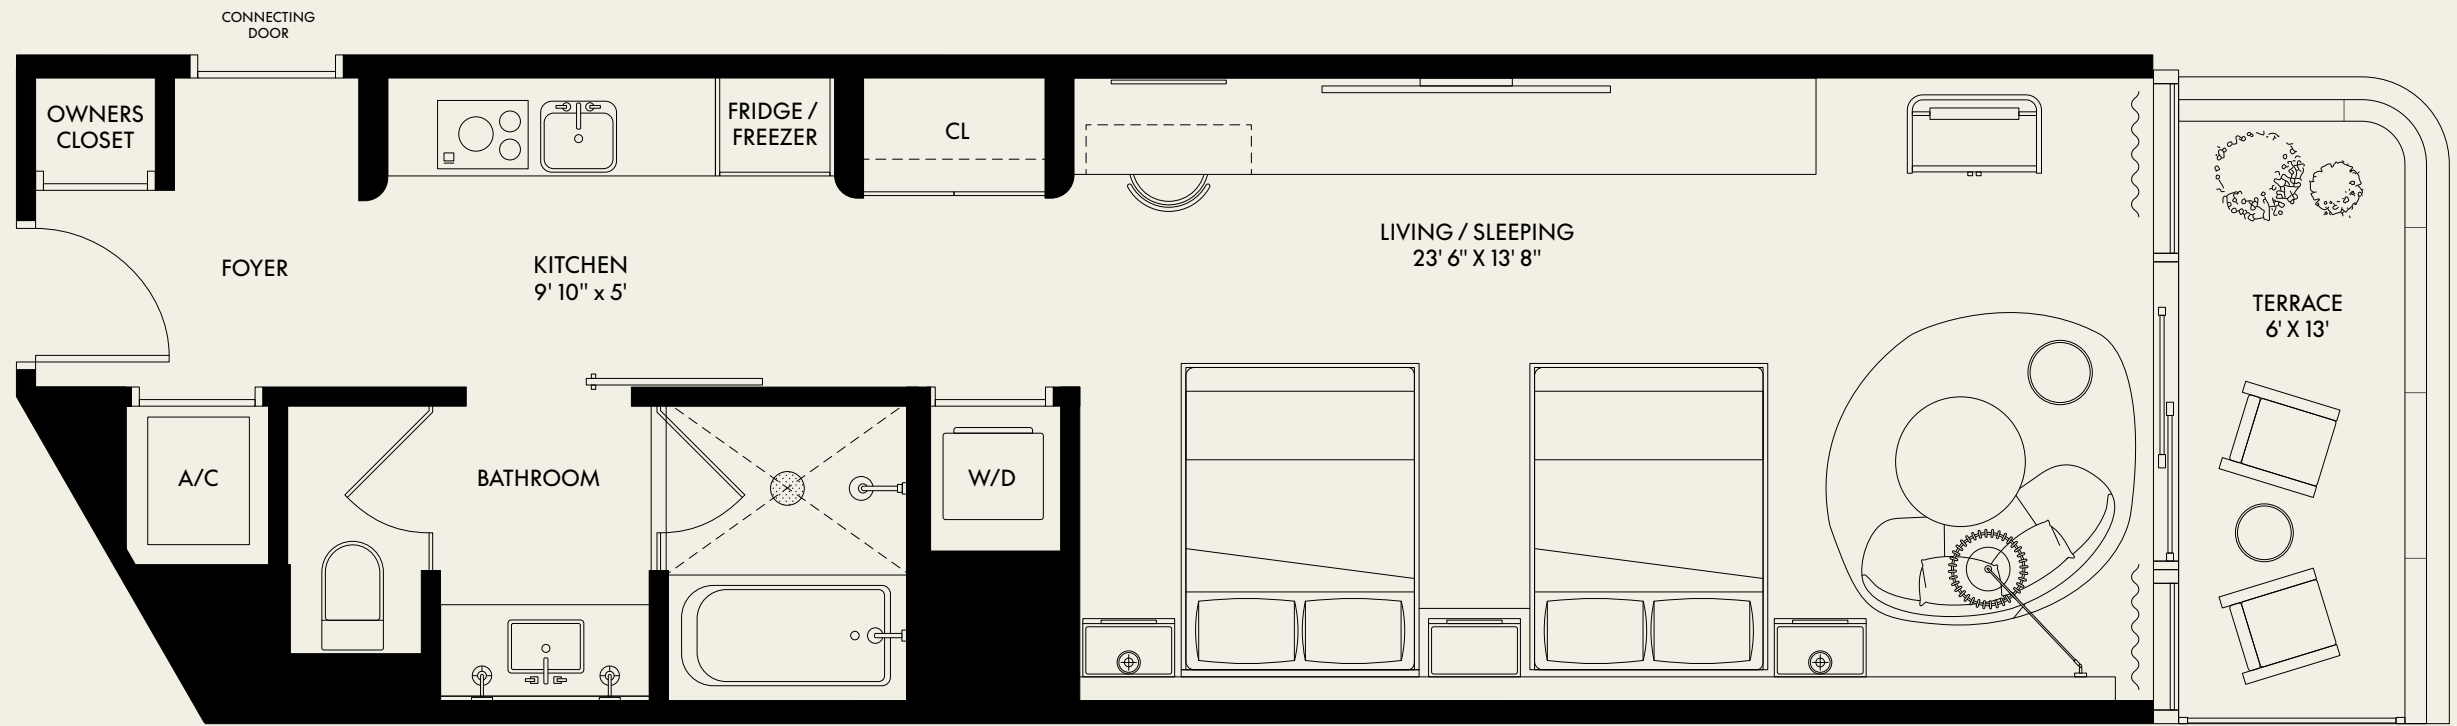 CONNECTING
DOOR
OWNERS
CLOSET
FRIDGE /
FREEZER
CL
LIVING / SLEEPING
23' 6" X 13' 8"
FOYER
KITCHEN
9' 10" x 5'
TERRACE
6' X 13'
A/C
BATHROOM
W/D